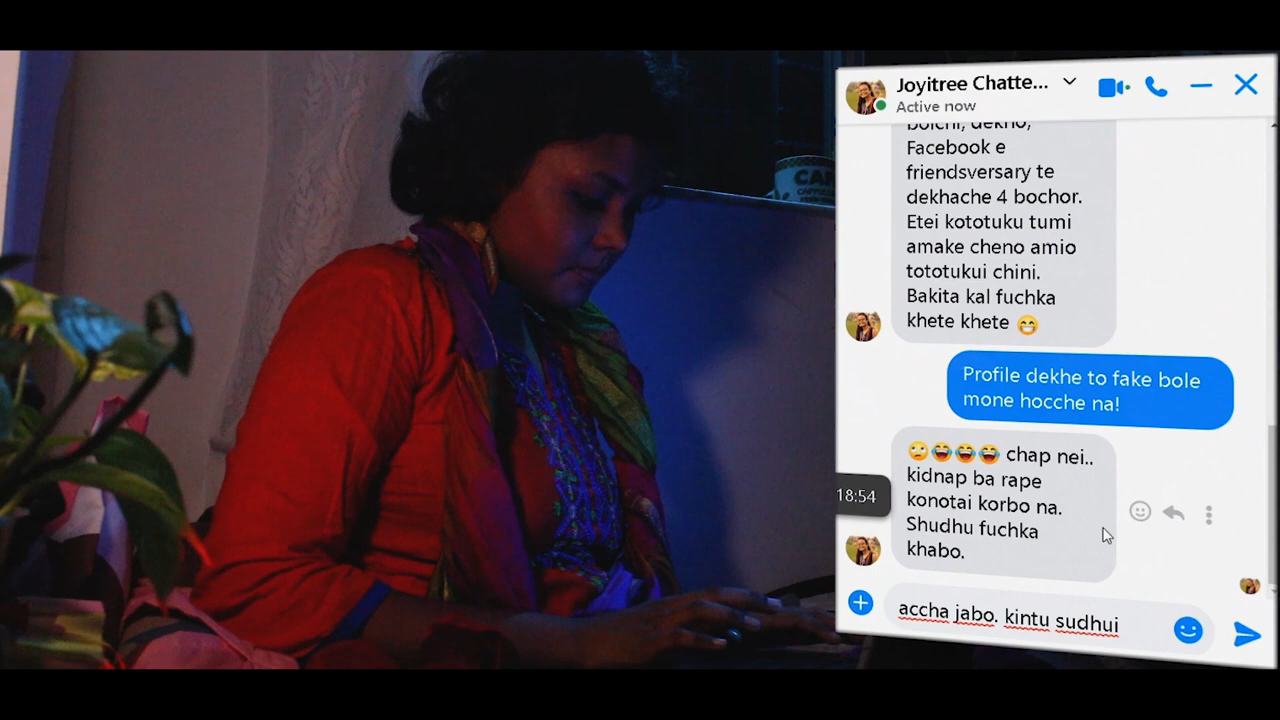 Joyitree Chatte...
Active now
bolchi, dekho,
Facebook e
friendsversary te
dekhache 4 bochor.
Etei kototuku tumi
amake cheno amio
tototukui chini.
Bakita kal fuchka
khete khete 😁
Profile dekhe to fake bole
mone hocche na!
🙄😂😂😂 chap nei..
kidnap ba rape
konotai korbo na.
Shudhu fuchka
khabo.
18:54
accha jabo. kintu sudhui